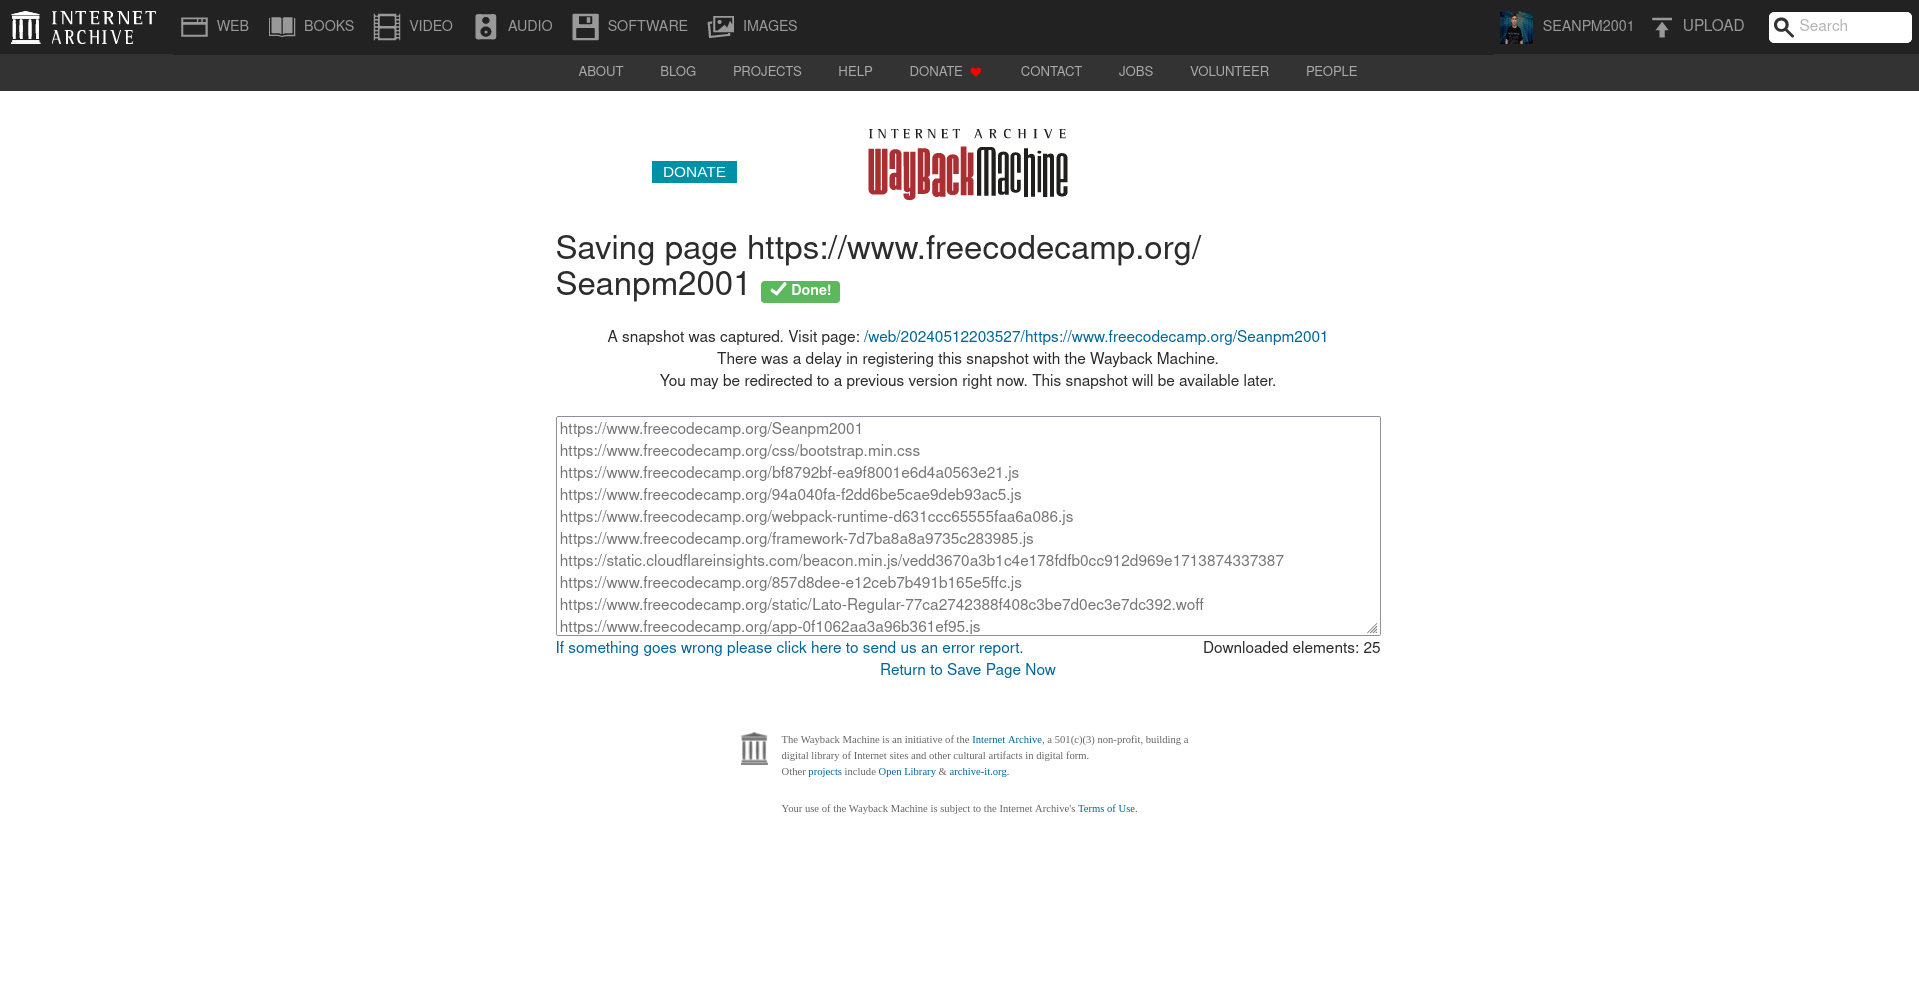 INTERNET ARCHIVE
WEB BOOKS VIDEO AUDIO SOFTWARE IMAGES SEANPM2001 UPLOAD Search
ABOUT BLOG PROJECTS HELP DONATE CONTACT JOBS VOLUNTEER PEOPLE
INTERNET ARCHIVE
WayBackMachine
DONATE
Saving page https://www.freecodecamp.org/
Seanpm2001 Done!
A snapshot was captured. Visit page: /web/20240512203527/https://www.freecodecamp.org/Seanpm2001
There was a delay in registering this snapshot with the Wayback Machine.
You may be redirected to a previous version right now. This snapshot will be available later.
https://www.freecodecamp.org/Seanpm2001
https://www.freecodecamp.org/css/bootstrap.min.css
https://www.freecodecamp.org/bf8792bf-ea9f8001e6d4a0563e21.js
https://www.freecodecamp.org/94a040fa-f2dd6be5cae9deb93ac5.js
https://www.freecodecamp.org/webpack-runtime-d631ccc65555faa6a086.js
https://www.freecodecamp.org/framework-7d7ba8a8a9735c283985.js
https://static.cloudflareinsights.com/beacon.min.js/vedd3670a3b1c4e178fdfb0cc912d969e1713874337387
https://www.freecodecamp.org/857d8dee-e12ceb7b491b165e5ffc.js
https://www.freecodecamp.org/static/Lato-Regular-77ca2742388f408c3be7d0ec3e7dc392.woff
https://www.freecodecamp.org/app-0f1062aa3a96b361ef95.js
If something goes wrong please click here to send us an error report. Downloaded elements: 25
Return to Save Page Now
The Wayback Machine is an initiative of the Internet Archive, a 501(c)(3) non-profit, building a
digital library of Internet sites and other cultural artifacts in digital form.
Other projects include Open Library & archive-it.org.
Your use of the Wayback Machine is subject to the Internet Archive's Terms of Use.